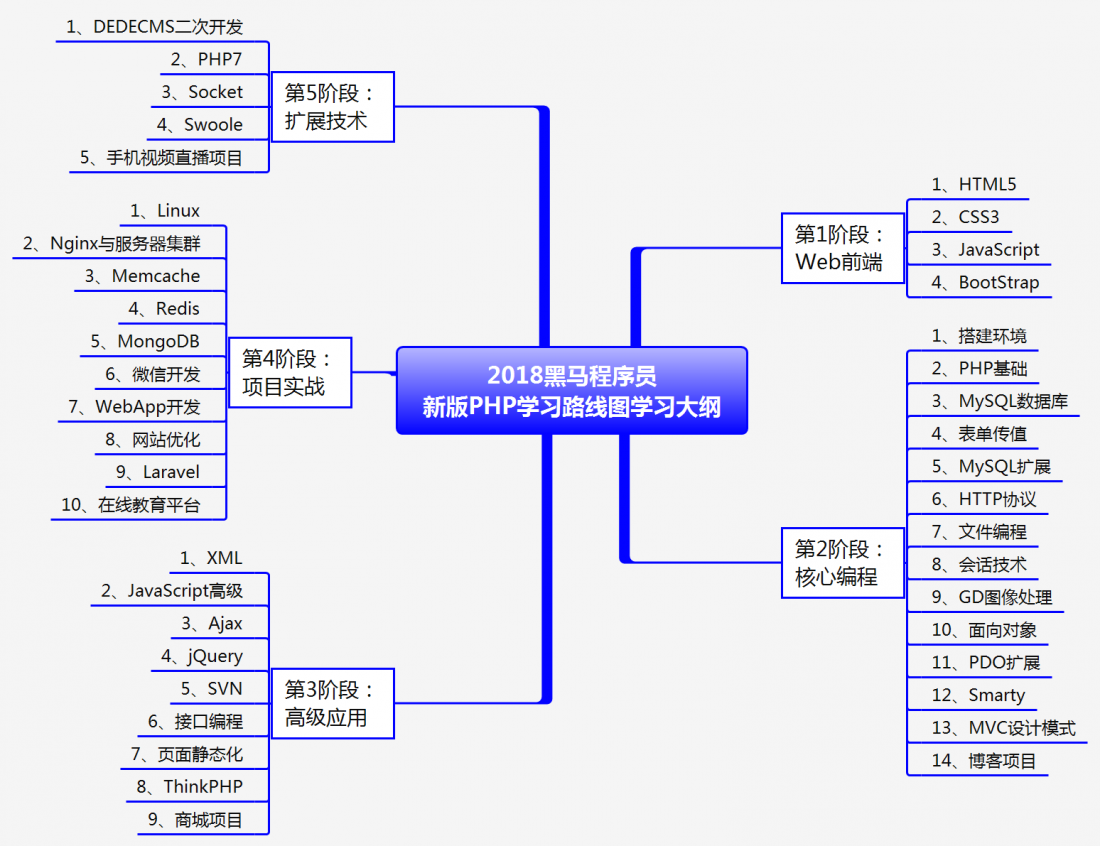 2018黑马程序员
新版PHP学习路线图学习大纲
第1阶段：
Web前端
1、HTML5
2、CSS3
3、JavaScript
4、BootStrap
第2阶段：
核心编程
1、搭建环境
2、PHP基础
3、MySQL数据库
4、表单传值
5、MySQL扩展
6、HTTP协议
7、文件编程
8、会话技术
9、GD图像处理
10、面向对象
11、PDO扩展
12、Smarty
13、MVC设计模式
14、博客项目
第3阶段：
高级应用
1、XML
2、JavaScript高级
3、Ajax
4、jQuery
5、SVN
6、接口编程
7、页面静态化
8、ThinkPHP
9、商城项目
第4阶段：
项目实战
1、Linux
2、Nginx与服务器集群
3、Memcache
4、Redis
5、MongoDB
6、微信开发
7、WebApp开发
8、网站优化
9、Laravel
10、在线教育平台
第5阶段：
扩展技术
1、DEDECMS二次开发
2、PHP7
3、Socket
4、Swoole
5、手机视频直播项目